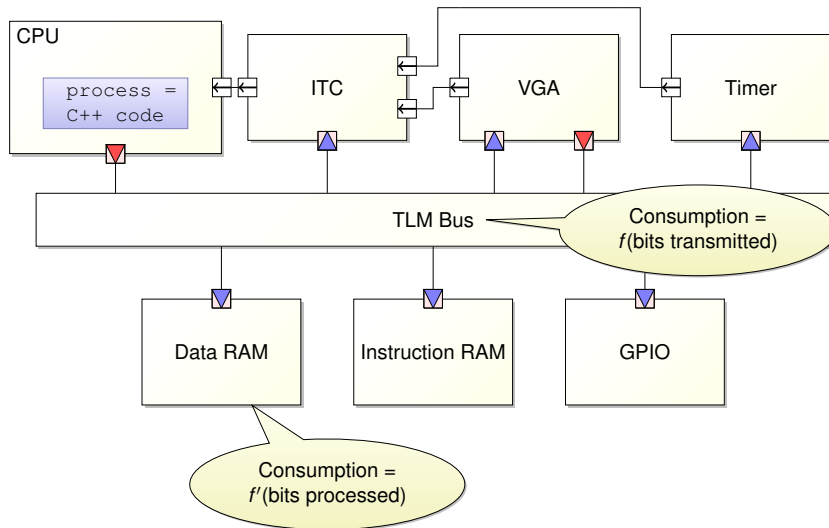 CPU
process =
C++ code
ITC
VGA
Timer
TLM Bus
Consumption =
f(bits transmitted)
Data RAM
Instruction RAM
GPIO
Consumption =
f′(bits processed)